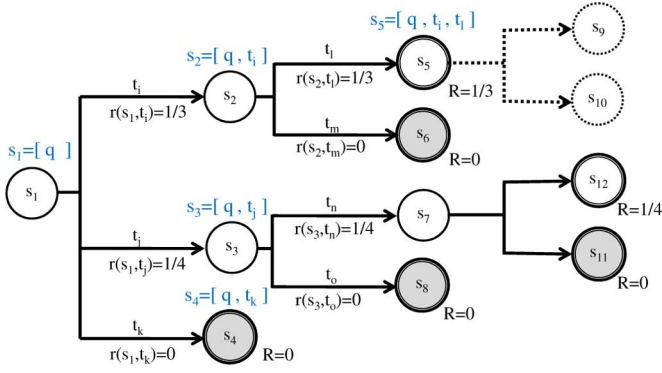 s5=[ q , ti , tl ]
s9
s2=[ q , ti ]
tl
s5
r(s2,tl)=1/3
R=1/3
ti
s2
s10
r(s1,ti)=1/3
tm
s6
r(s2,tm)=0
R=0
s1=[ q ]
s1
s3=[ q , tj ]
tn
s7
s12
r(s3,tn)=1/4
R=1/4
tj
s3
s11
r(s1,tj)=1/4
to
s8
R=0
r(s3,to)=0
R=0
s4=[ q , tk ]
tk
s4
r(s1,tk)=0
R=0